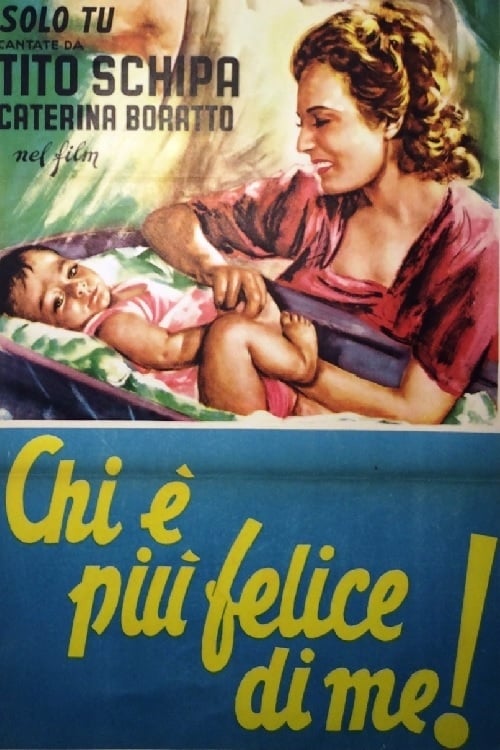 SOLO TU
CANTATE DA
TITO SCHIPA
CATERINA BORATTO
nel film
Chi è
più felice
di me!